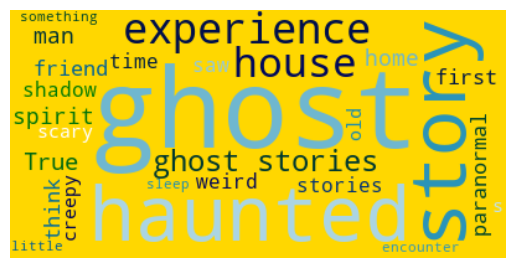 something
man
experience
friend
time
saw
house
home
first
shadow
ghost
story
spirit
scary
old
paranormal
True
ghost stories
think
creepy
sleep
weird
stories
haunted
s
little
encounter